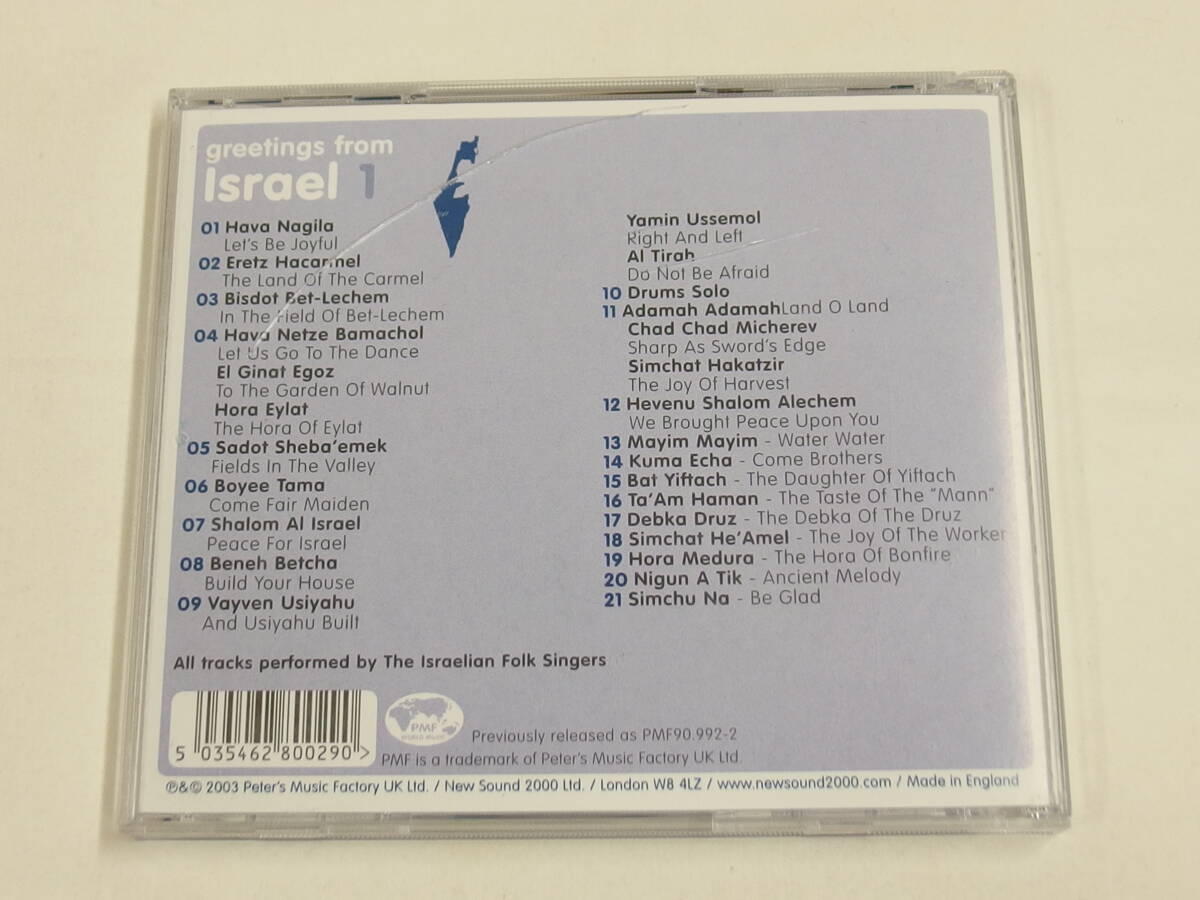 greetings from
Israel 1
01 Hava Nagila
Let's Be Joyful
02 Eretz Hacarmel
The Land Of The Carmel
03 Bisdot Bet-Lechem
In The Field Of Bet-Lechem
04 Hava Netze Bamachol
Let Us Go To The Dance
El Ginat Egoz
To The Garden Of Walnut
Hora Eylat
The Hora Of Eylat
05 Sadot Sheba'emek
Fields In The Valley
06 Boyee Tama
Come Fair Maiden
07 Shalom Al Israel
Peace For Israel
08 Beneh Betcha
Build Your House
09 Vayven Usiyahu
And Usiyahu Built
Yamin Ussemol
Right And Left
Al Tirah
Do Not Be Afraid
10 Drums Solo
11 Adamah Adamah Land O Land
Chad Chad Micherev
Sharp As Sword's Edge
Simchat Hakatzir
The Joy Of Harvest
12 Hevenu Shalom Alechem
We Brought Peace Upon You
13 Mayim Mayim - Water Water
14 Kuma Echa - Come Brothers
15 Bat Yiftach - The Daughter Of Yiftach
16 Ta'Am Haman - The Taste Of The "Mann"
17 Debka Druz - The Debka Of The Druz
18 Simchat He'Amel - The Joy Of The Worker
19 Hora Medura - The Hora Of Bonfire
20 Nigun A Tik - Ancient Melody
21 Simchu Na - Be Glad
All tracks performed by The Israelian Folk Singers
5 035462 800290 >
PMF
WORLD MUSIC
Previously released as PMF90.992-2
PMF is a trademark of Peter's Music Factory UK Ltd.
℗&© 2003 Peter's Music Factory UK Ltd. / New Sound 2000 Ltd. / London W8 4LZ / www.newsound2000.com / Made in England